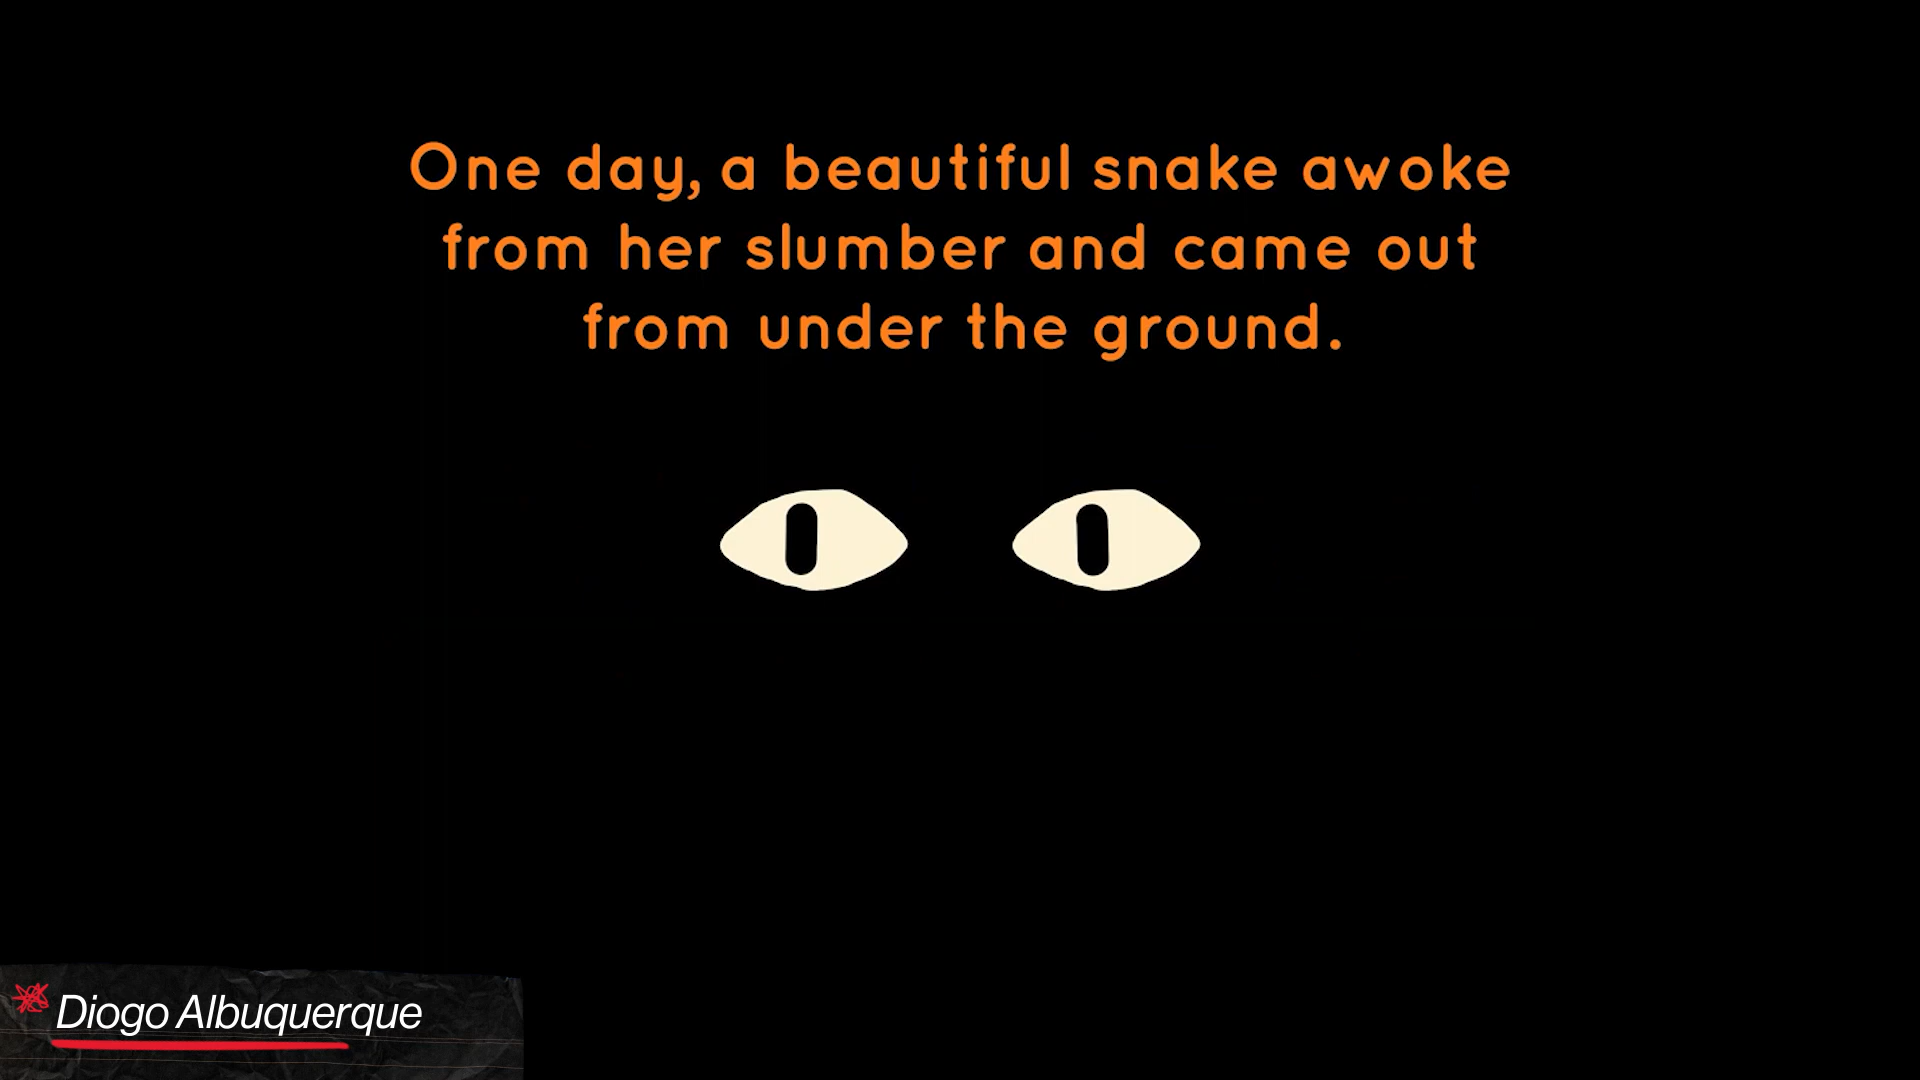 One day, a beautiful snake awoke
from her slumber and came out
from under the ground.
Diogo Albuquerque